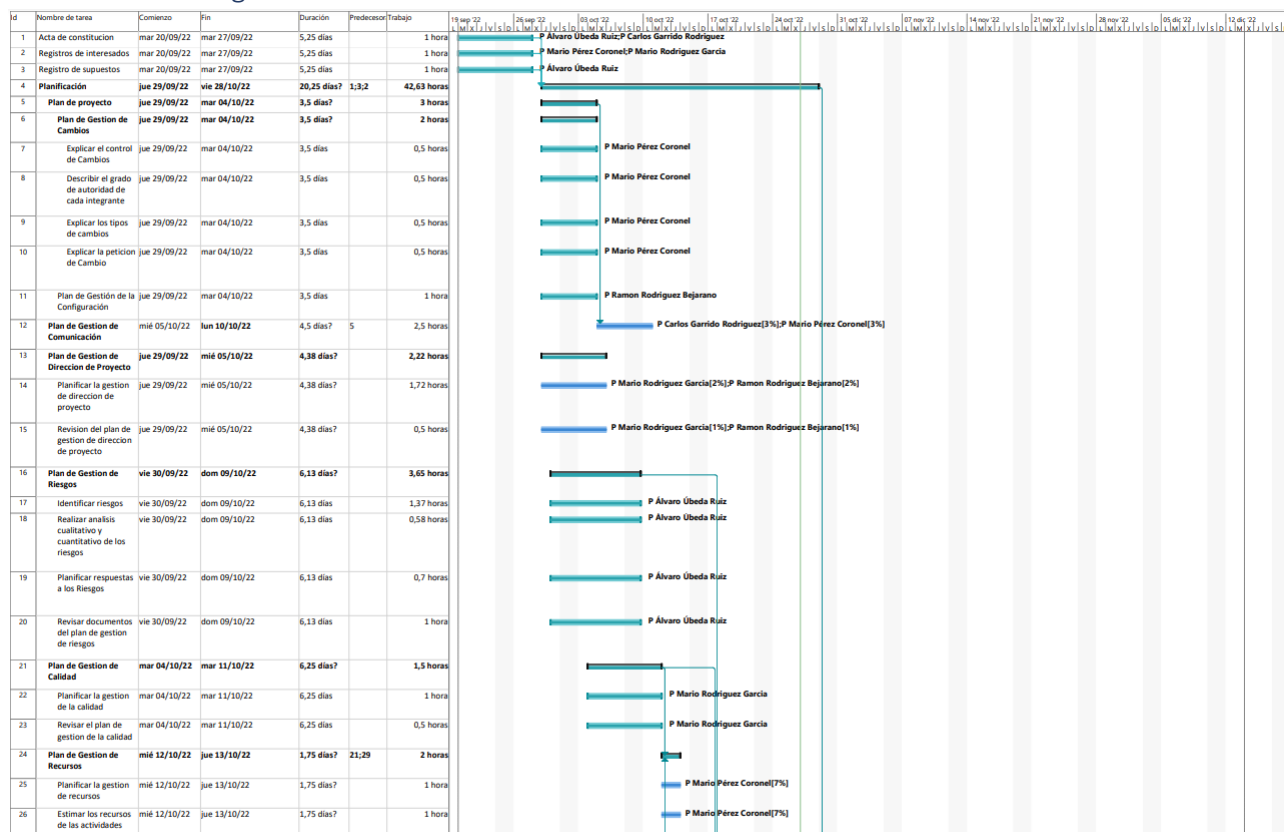 Id Nombre de tarea Comienzo Fin Duración Predecesor Trabajo 19 sep '22 26 sep '22 03 oct '22 10 oct '22 17 oct '22 24 oct '22 31 oct '22 07 nov '22 14 nov '22 21 nov '22 28 nov '22 05 dic '22 12 dic '22
1 Acta de constitucion mar 20/09/22 mar 27/09/22 5,25 días 1 hora P Álvaro Úbeda Ruiz;P Carlos Garrido Rodriguez
2 Registros de interesados mar 20/09/22 mar 27/09/22 5,25 días 1 hora P Mario Pérez Coronel;P Mario Rodriguez Garcia
3 Registro de supuestos mar 20/09/22 mar 27/09/22 5,25 días 1 hora P Álvaro Úbeda Ruiz
4 Planificación jue 29/09/22 vie 28/10/22 20,25 días? 1;3;2 42,63 horas
5 Plan de proyecto jue 29/09/22 mar 04/10/22 3,5 días? 3 horas
6 Plan de Gestion de jue 29/09/22 mar 04/10/22 3,5 días? 2 horas
Cambios
7 Explicar el control jue 29/09/22 mar 04/10/22 3,5 días 0,5 horas P Mario Pérez Coronel
de Cambios
8 Describir el grado jue 29/09/22 mar 04/10/22 3,5 días 0,5 horas P Mario Pérez Coronel
de autoridad de
cada integrante
9 Explicar los tipos jue 29/09/22 mar 04/10/22 3,5 días 0,5 horas P Mario Pérez Coronel
de cambios
10 Explicar la peticion jue 29/09/22 mar 04/10/22 3,5 días 0,5 horas P Mario Pérez Coronel
de Cambio
11 Plan de Gestión de la jue 29/09/22 mar 04/10/22 3,5 días 1 hora P Ramon Rodriguez Bejarano
Configuración
12 Plan de Gestion de mié 05/10/22 lun 10/10/22 4,5 días? 5 2,5 horas P Carlos Garrido Rodriguez[3%];P Mario Pérez Coronel[3%]
Comunicación
13 Plan de Gestion de jue 29/09/22 mié 05/10/22 4,38 días? 2,22 horas
Direccion de Proyecto
14 Planificar la gestion jue 29/09/22 mié 05/10/22 4,38 días? 1,72 horas P Mario Rodriguez Garcia[2%];P Ramon Rodriguez Bejarano[2%]
de direccion de
proyecto
15 Revision del plan de jue 29/09/22 mié 05/10/22 4,38 días? 0,5 horas P Mario Rodriguez Garcia[1%];P Ramon Rodriguez Bejarano[1%]
gestion de direccion
de proyecto
16 Plan de Gestion de vie 30/09/22 dom 09/10/22 6,13 días? 3,65 horas
Riesgos
17 Identificar riesgos vie 30/09/22 dom 09/10/22 6,13 días 1,37 horas P Álvaro Úbeda Ruiz
18 Realizar analisis vie 30/09/22 dom 09/10/22 6,13 días 0,58 horas P Álvaro Úbeda Ruiz
cualitativo y
cuantitativo de los
riesgos
19 Planificar respuestas vie 30/09/22 dom 09/10/22 6,13 días 0,7 horas P Álvaro Úbeda Ruiz
a los Riesgos
20 Revisar documentos vie 30/09/22 dom 09/10/22 6,13 días 1 hora P Álvaro Úbeda Ruiz
del plan de gestion
de riesgos
21 Plan de Gestion de mar 04/10/22 mar 11/10/22 6,25 días? 1,5 horas
Calidad
22 Planificar la gestion mar 04/10/22 mar 11/10/22 6,25 días 1 hora P Mario Rodriguez Garcia
de la calidad
23 Revisar el plan de mar 04/10/22 mar 11/10/22 6,25 días 0,5 horas P Mario Rodriguez Garcia
gestion de la calidad
24 Plan de Gestion de mié 12/10/22 jue 13/10/22 1,75 días? 21;29 2 horas
Recursos
25 Planificar la gestion mié 12/10/22 jue 13/10/22 1,75 días? 1 hora P Mario Pérez Coronel[7%]
de recursos
26 Estimar los recursos mié 12/10/22 jue 13/10/22 1,75 días? 1 hora P Mario Pérez Coronel[7%]
de las actividades